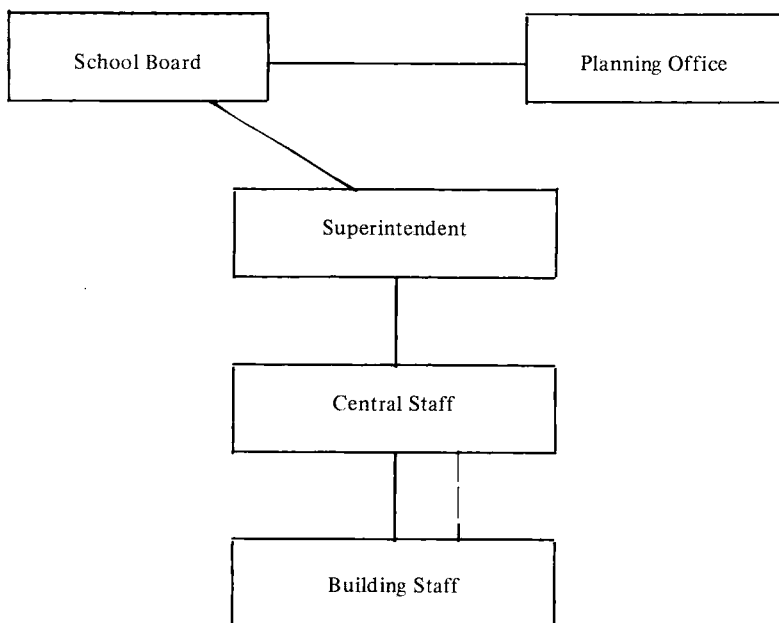 School Board
Planning Office
Superintendent
Central Staff
Building Staff